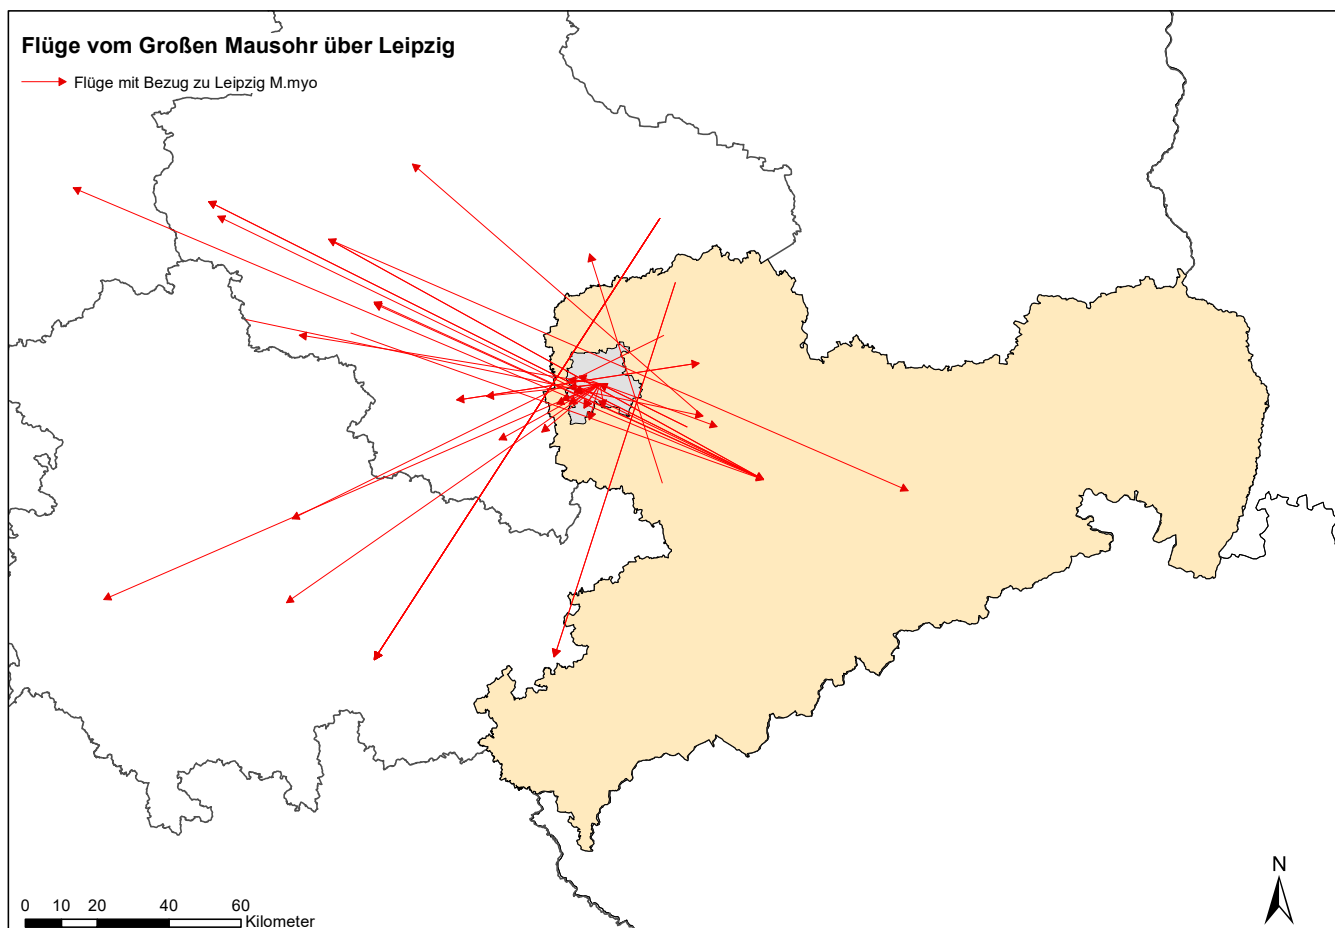 Flüge vom Großen Mausohr über Leipzig
Flüge mit Bezug zu Leipzig M.myo
N
0 10 20 40 60
Kilometer